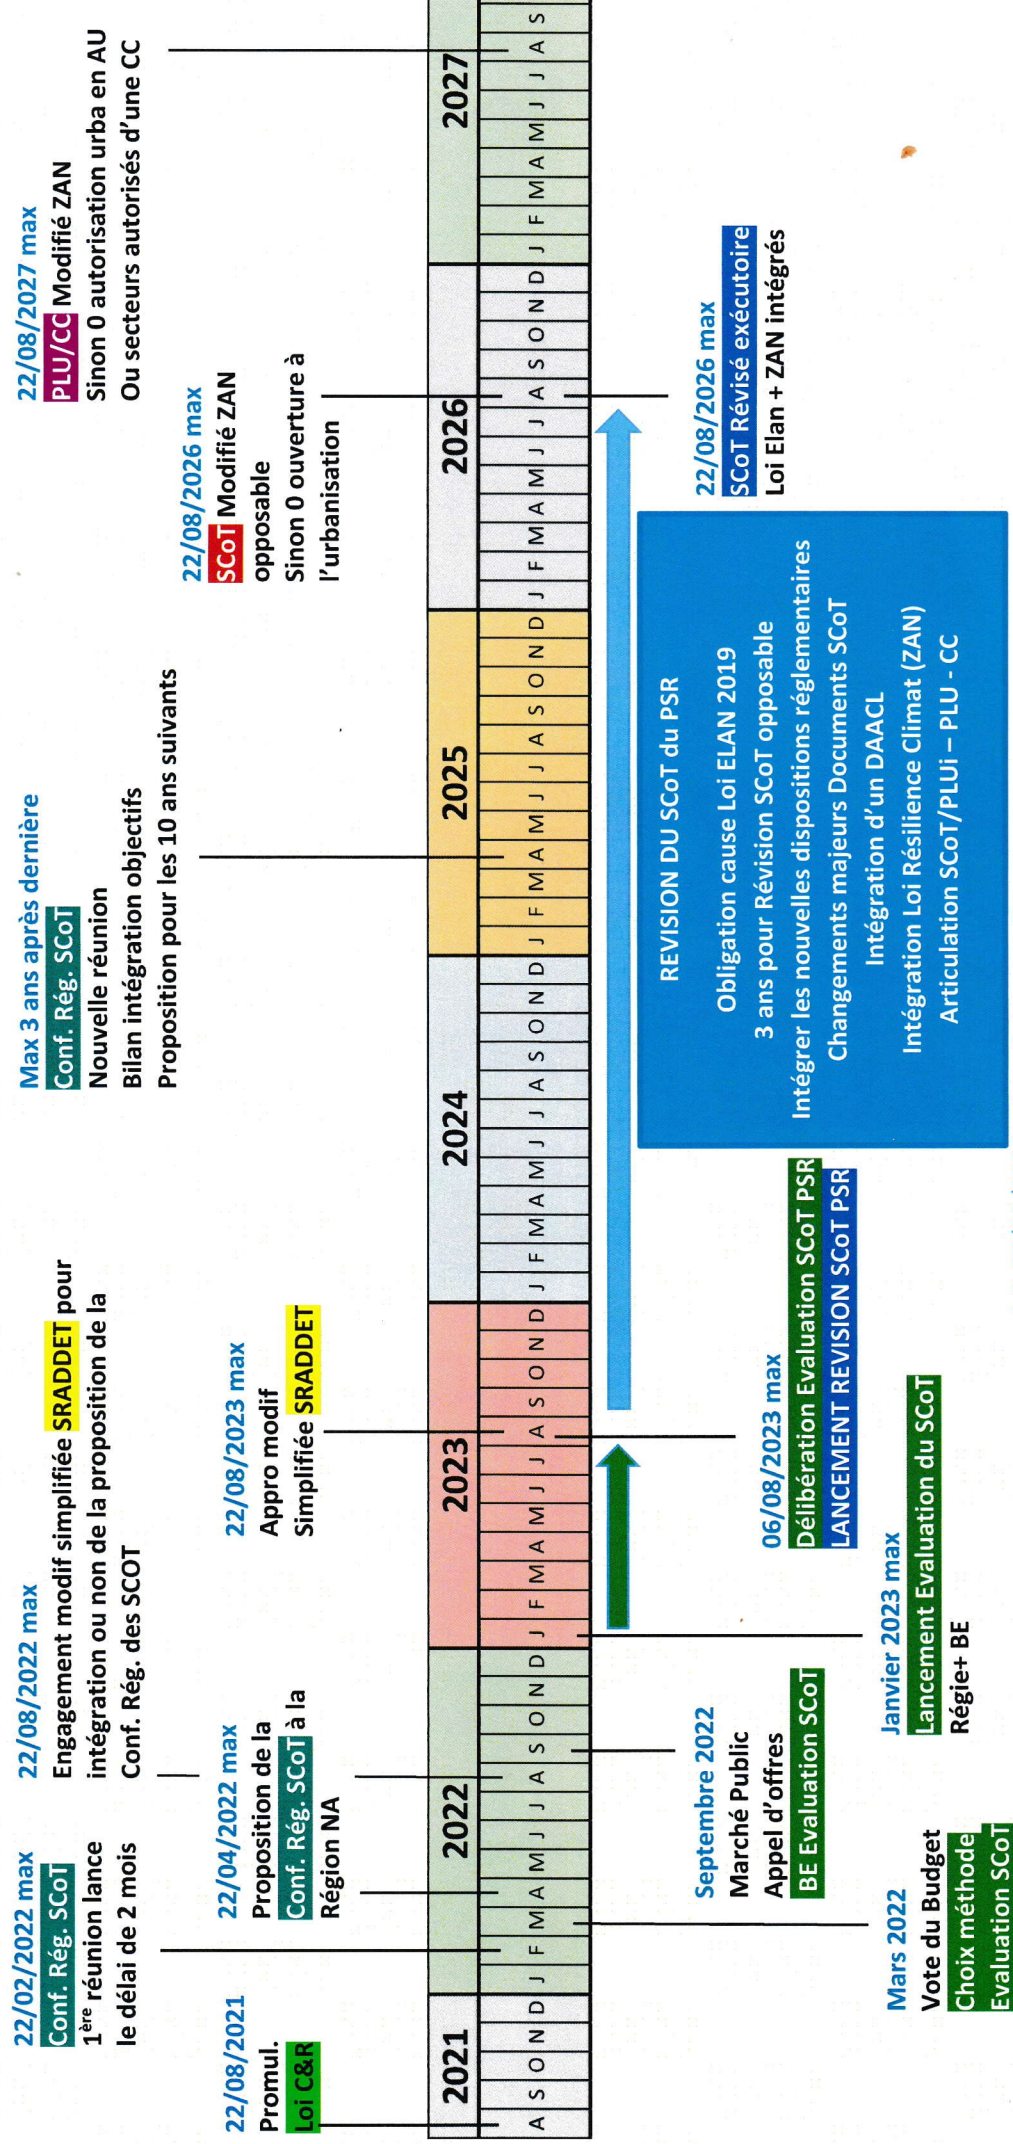 22/08/2021
Promul.
Loi C&R
22/02/2022 max
Conf. Rég. SCoT
1ère réunion lance
le délai de 2 mois
22/04/2022 max
Proposition de la
Conf. Rég. SCoT à la
Région NA
22/08/2022 max
Engagement modif simplifiée SRADDET pour
intégration ou non de la proposition de la
Conf. Rég. des SCOT
22/08/2023 max
Appro modif
Simplifiée SRADDET
Max 3 ans après dernière
Conf. Rég. SCoT
Nouvelle réunion
Bilan intégration objectifs
Proposition pour les 10 ans suivants
22/08/2026 max
SCoT Modifié ZAN
opposable
Sinon 0 ouverture à
l'urbanisation
22/08/2027 max
PLU/CC Modifié ZAN
Sinon 0 autorisation urba en AU
Ou secteurs autorisés d'une CC
2021 2022 2023 2024 2025 2026 2027
A S O N D J F M A M J J A S O N D J F M A M J J A S O N D J F M A M J J A S O N D J F M A M J J A S O N D J F M A M J J A S O N D J F M A M J J A S
Mars 2022
Vote du Budget
Choix méthode
Evaluation SCoT
Septembre 2022
Marché Public
Appel d'offres
BE Evaluation SCoT
Janvier 2023 max
Lancement Evaluation du SCoT
Régie+ BE
06/08/2023 max
Délibération Evaluation SCoT PSR
LANCEMENT REVISION SCoT PSR
REVISION DU SCoT du PSR
Obligation cause Loi ELAN 2019
3 ans pour Révision SCoT opposable
Intégrer les nouvelles dispositions réglementaires
Changements majeurs Documents SCoT
Intégration d'un DAACL
Intégration Loi Résilience Climat (ZAN)
Articulation SCoT/PLUi – PLU - CC
22/08/2026 max
SCoT Révisé exécutoire
Loi Elan + ZAN intégrés